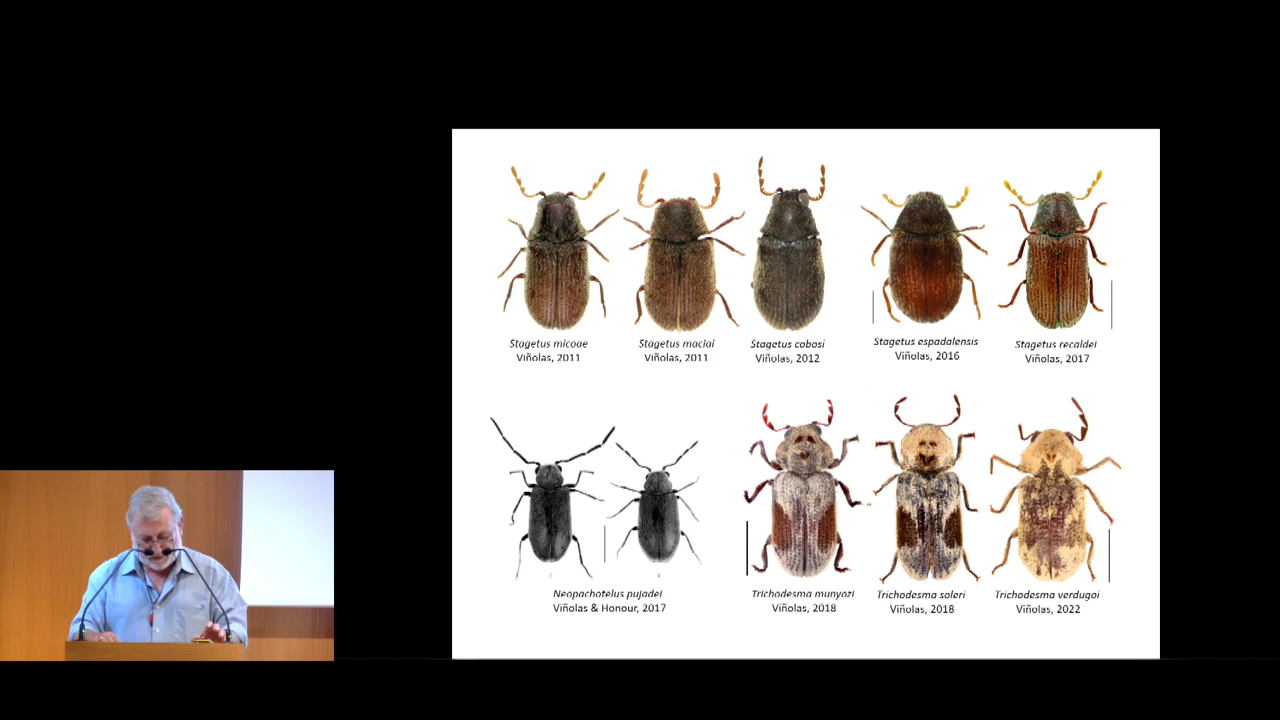 Stagetus micoae
Viñolas, 2011
Stagetus maciai
Viñolas, 2011
Stagetus cobosi
Viñolas, 2012
Stagetus espadalensis
Viñolas, 2016
Stagetus recaldei
Viñolas, 2017
Neopachotelus pujadei
Viñolas & Honour, 2017
Trichodesma munyozi
Viñolas, 2018
Trichodesma soleri
Viñolas, 2018
Trichodesma verdugoi
Viñolas, 2022